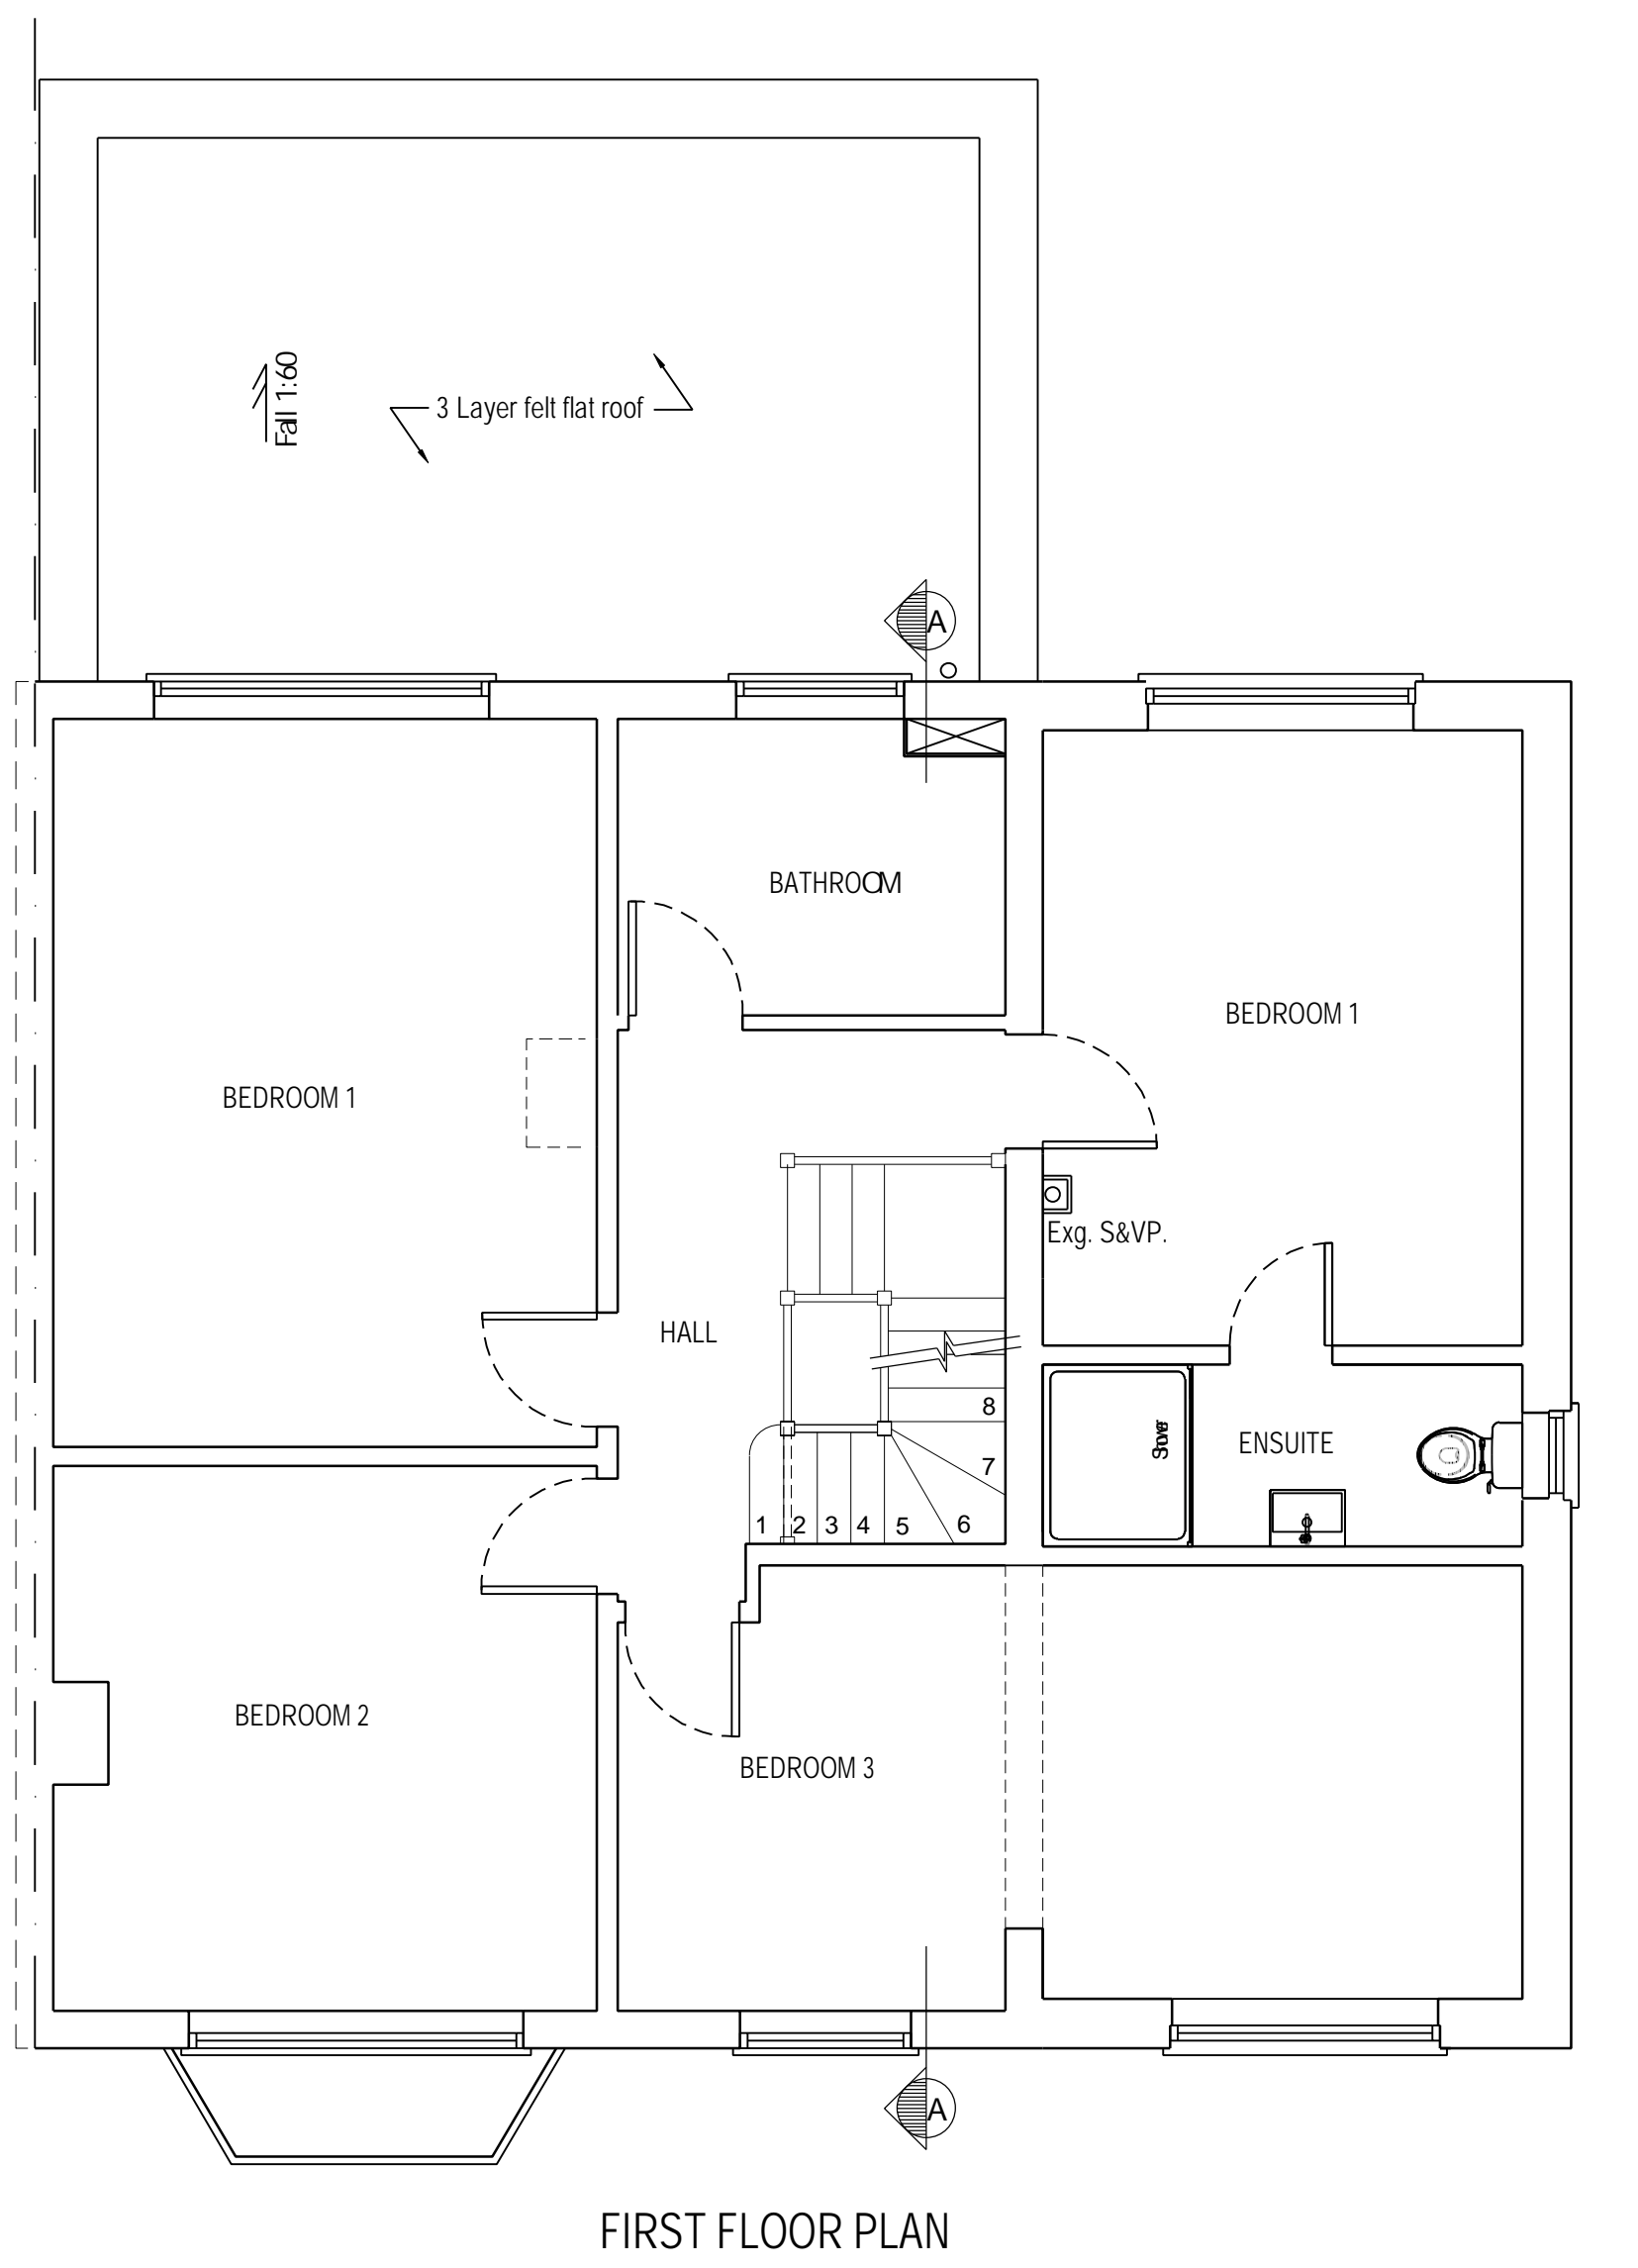 Fall 1:60
3 Layer felt flat roof
A
BATHROOM
BEDROOM 1
BEDROOM 1
Exg. S&VP.
HALL
8
7
1 2 3 4 5 6
Shower
ENSUITE
BEDROOM 2
BEDROOM 3
A
FIRST FLOOR PLAN